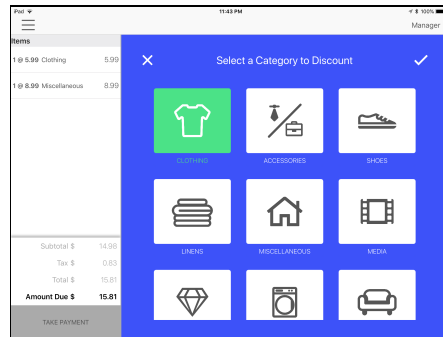 iPad
11:43 PM
100%
Manager
Items
1 @ 5.99 Clothing 5.99
1 @ 8.99 Miscellaneous 8.99
Subtotal $ 14.98
Tax $ 0.83
Total $ 15.81
Amount Due $ 15.81
TAKE PAYMENT
Select a Category to Discount
CLOTHING
ACCESSORIES
SHOES
LINENS
MISCELLANEOUS
MEDIA